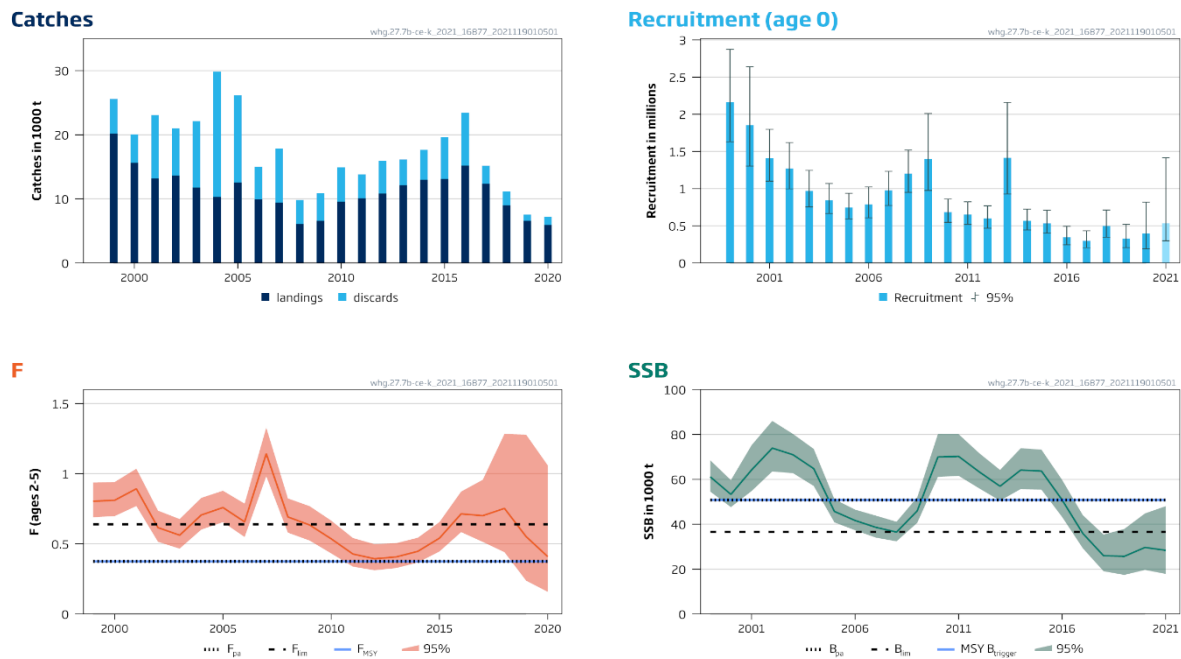 Catches
whg.27.7b-ce-k_2021_16877_2021119010501
Catches in 1000 t
30
20
10
0
2000 2005 2010 2015 2020
landings discards
Recruitment (age 0)
whg.27.7b-ce-k_2021_16877_2021119010501
Recruitment in millions
3
2.5
2
1.5
1
0.5
0
2001 2006 2011 2016 2021
Recruitment 95%
F
whg.27.7b-ce-k_2021_16877_2021119010501
F (ages 2-5)
1.5
1
0.5
0
2000 2005 2010 2015 2020
Fpa Flim FMSY 95%
SSB
whg.27.7b-ce-k_2021_16877_2021119010501
SSB in 1000 t
100
80
60
40
20
0
2001 2006 2011 2016 2021
Bpa Blim MSY Btrigger 95%